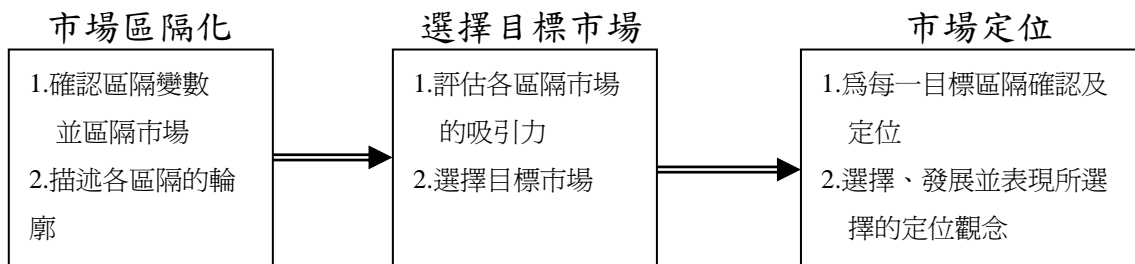 市場區隔化
1.確認區隔變數
並區隔市場
2.描述各區隔的輪
廓
選擇目標市場
1.評估各區隔市場
的吸引力
2.選擇目標市場
市場定位
1.為每一目標區隔確認及
定位
2.選擇、發展並表現所選
擇的定位觀念